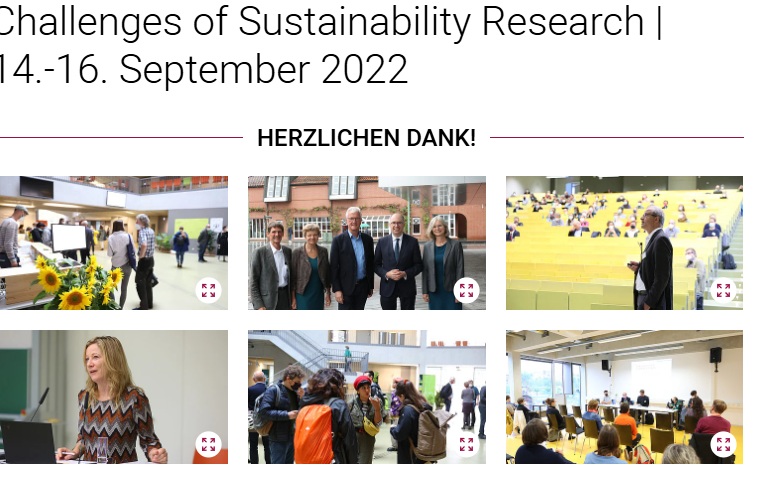 Challenges of Sustainability Research |
14.-16. September 2022
HERZLICHEN DANK!